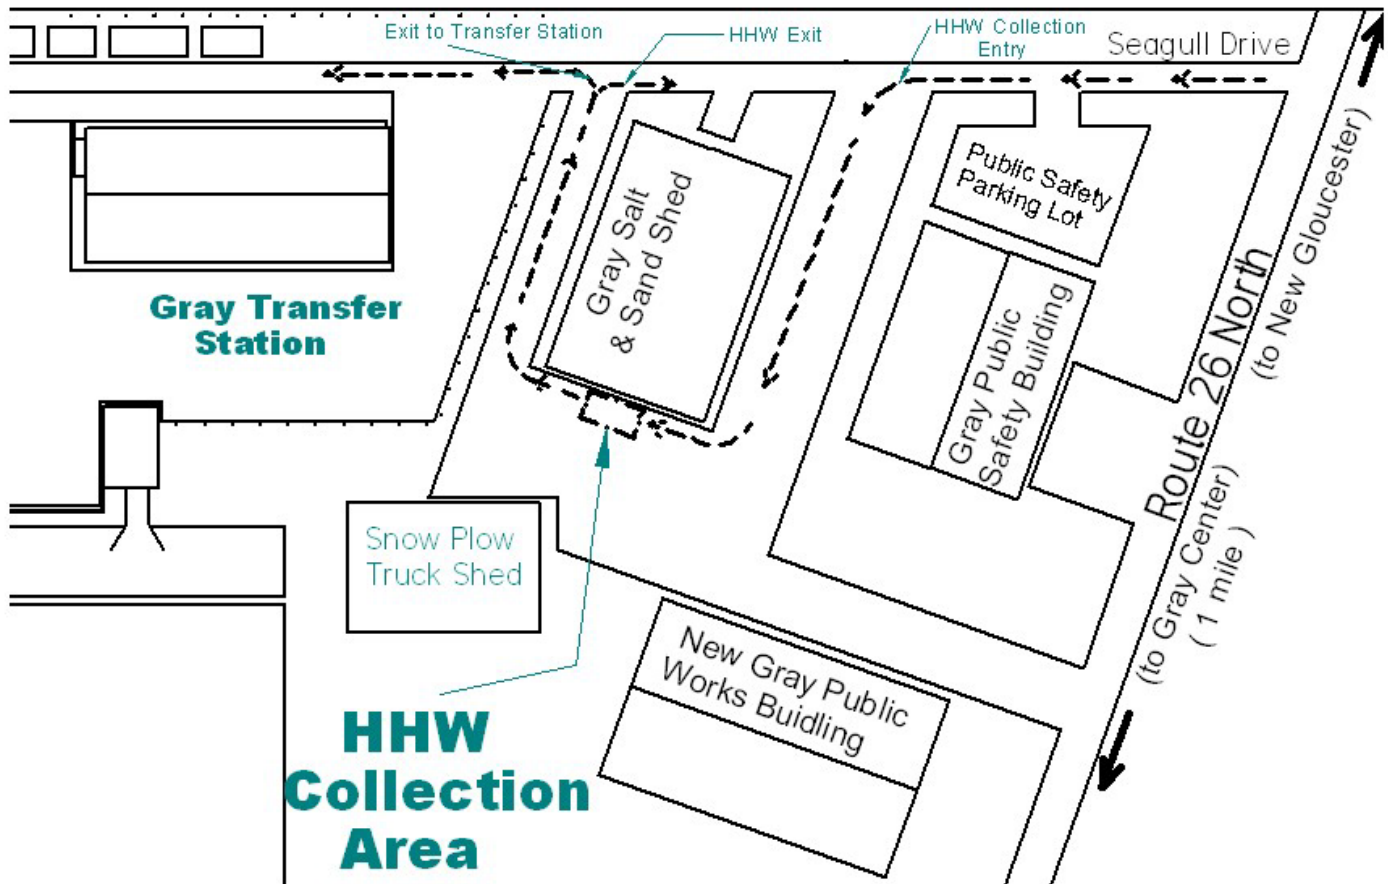 Exit to Transfer Station
HHW Exit
HHW Collection
Entry
Seagull Drive
Public Safety
Parking Lot
Gray Salt
& Sand Shed
Gray Transfer
Station
Gray Public
Safety Building
Route 26 North
(to New Gloucester)
(to Gray Center)
( 1 mile )
Snow Plow
Truck Shed
New Gray Public
Works Buidling
HHW
Collection
Area